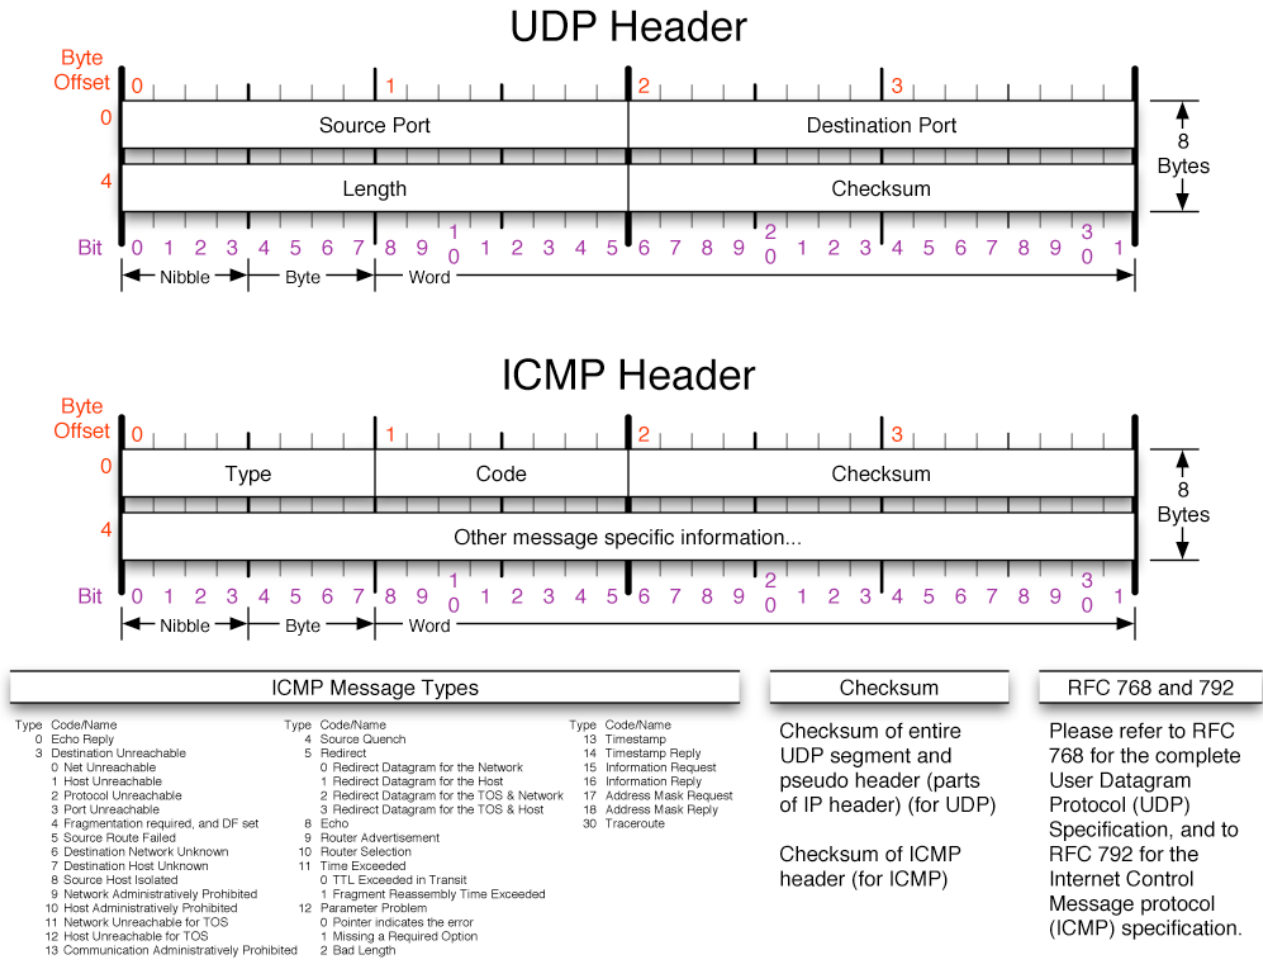 UDP Header
Byte
Offset
0 1 2 3
0 Source Port Destination Port
4 Length Checksum
8
Bytes
Bit 0 1 2 3 4 5 6 7 8 9 10 1 2 3 4 5 6 7 8 9 20 1 2 3 4 5 6 7 8 9 30 1
Nibble Byte Word
ICMP Header
Byte
Offset
0 1 2 3
0 Type Code Checksum
4 Other message specific information...
8
Bytes
Bit 0 1 2 3 4 5 6 7 8 9 10 1 2 3 4 5 6 7 8 9 20 1 2 3 4 5 6 7 8 9 30 1
Nibble Byte Word
ICMP Message Types
Type Code/Name
0 Echo Reply
3 Destination Unreachable
0 Net Unreachable
1 Host Unreachable
2 Protocol Unreachable
3 Port Unreachable
4 Fragmentation required, and DF set
5 Source Route Failed
6 Destination Network Unknown
7 Destination Host Unknown
8 Source Host Isolated
9 Network Administratively Prohibited
10 Host Administratively Prohibited
11 Network Unreachable for TOS
12 Host Unreachable for TOS
13 Communication Administratively Prohibited
Type Code/Name
4 Source Quench
5 Redirect
0 Redirect Datagram for the Network
1 Redirect Datagram for the Host
2 Redirect Datagram for the TOS & Network
3 Redirect Datagram for the TOS & Host
8 Echo
9 Router Advertisement
10 Router Selection
11 Time Exceeded
0 TTL Exceeded in Transit
1 Fragment Reassembly Time Exceeded
12 Parameter Problem
0 Pointer indicates the error
1 Missing a Required Option
2 Bad Length
Type Code/Name
13 Timestamp
14 Timestamp Reply
15 Information Request
16 Information Reply
17 Address Mask Request
18 Address Mask Reply
30 Traceroute
Checksum
Checksum of entire
UDP segment and
pseudo header (parts
of IP header) (for UDP)
Checksum of ICMP
header (for ICMP)
RFC 768 and 792
Please refer to RFC
768 for the complete
User Datagram
Protocol (UDP)
Specification, and to
RFC 792 for the
Internet Control
Message protocol
(ICMP) specification.